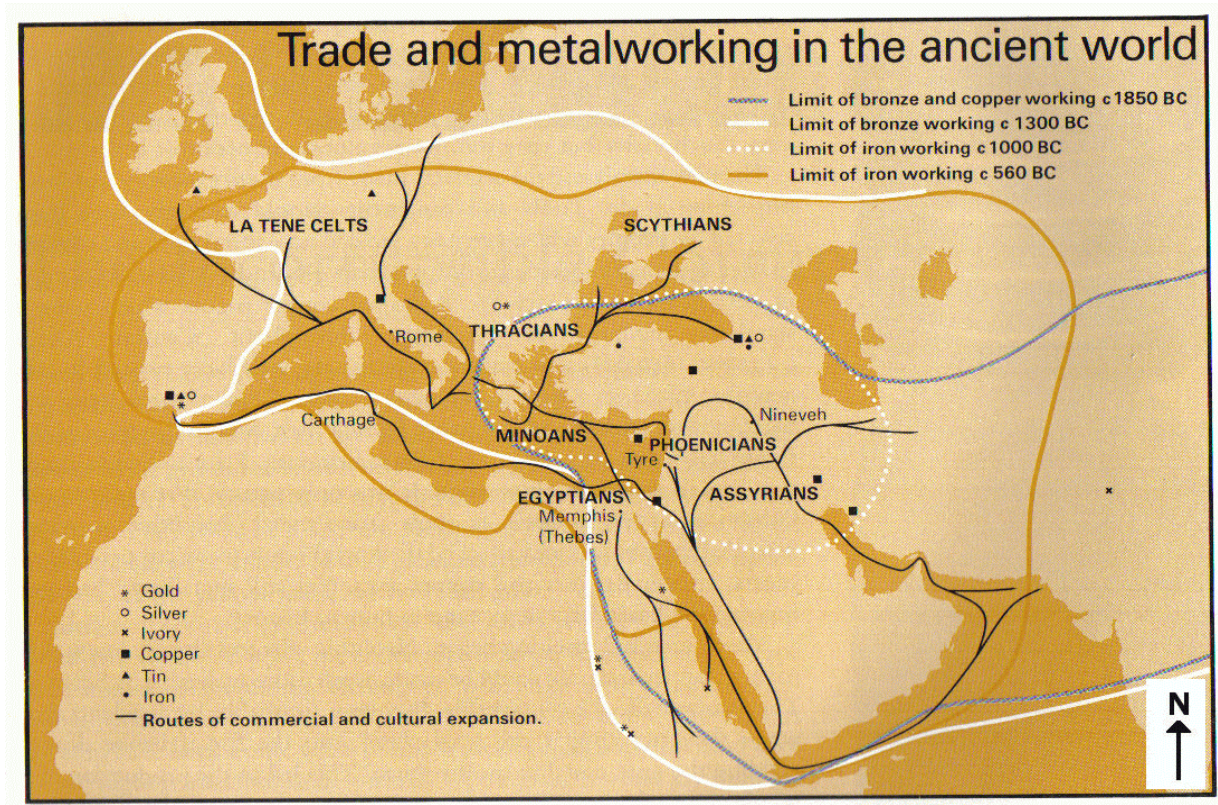 Trade and metalworking in the ancient world
Limit of bronze and copper working c 1850 BC
Limit of bronze working c 1300 BC
Limit of iron working c 1000 BC
Limit of iron working c 560 BC
LA TENE CELTS
SCYTHIANS
THRACIANS
Rome
Carthage
MINOANS
Nineveh
PHOENICIANS
Tyre
EGYPTIANS
ASSYRIANS
Memphis
(Thebes)
Gold
Silver
Ivory
Copper
Tin
Iron
Routes of commercial and cultural expansion.
N